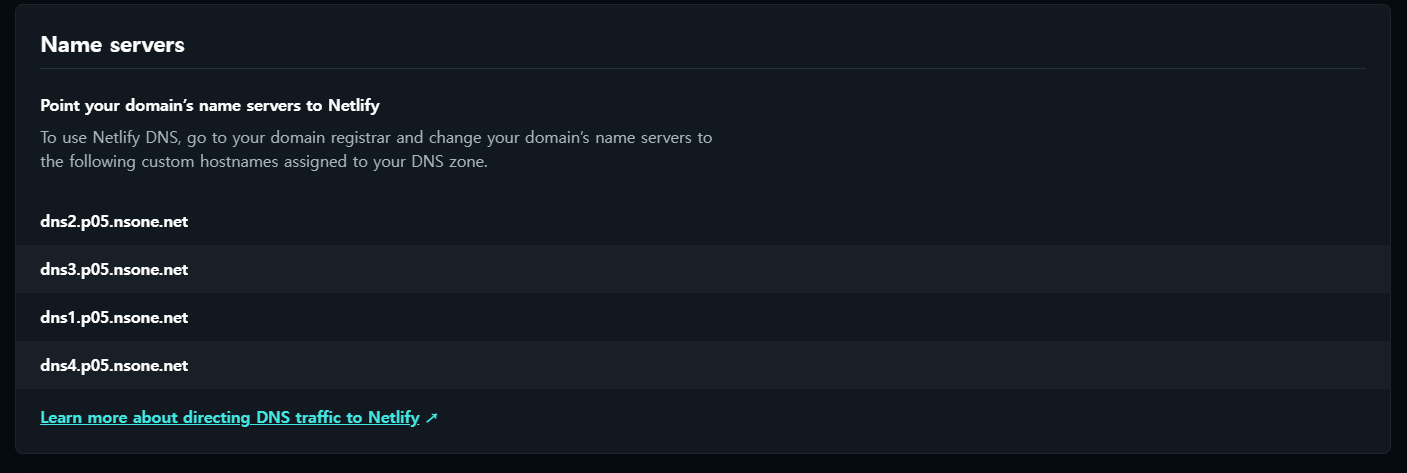 Name servers
Point your domain’s name servers to Netlify
To use Netlify DNS, go to your domain registrar and change your domain’s name servers to
the following custom hostnames assigned to your DNS zone.
dns2.p05.nsone.net
dns3.p05.nsone.net
dns1.p05.nsone.net
dns4.p05.nsone.net
Learn more about directing DNS traffic to Netlify ↗